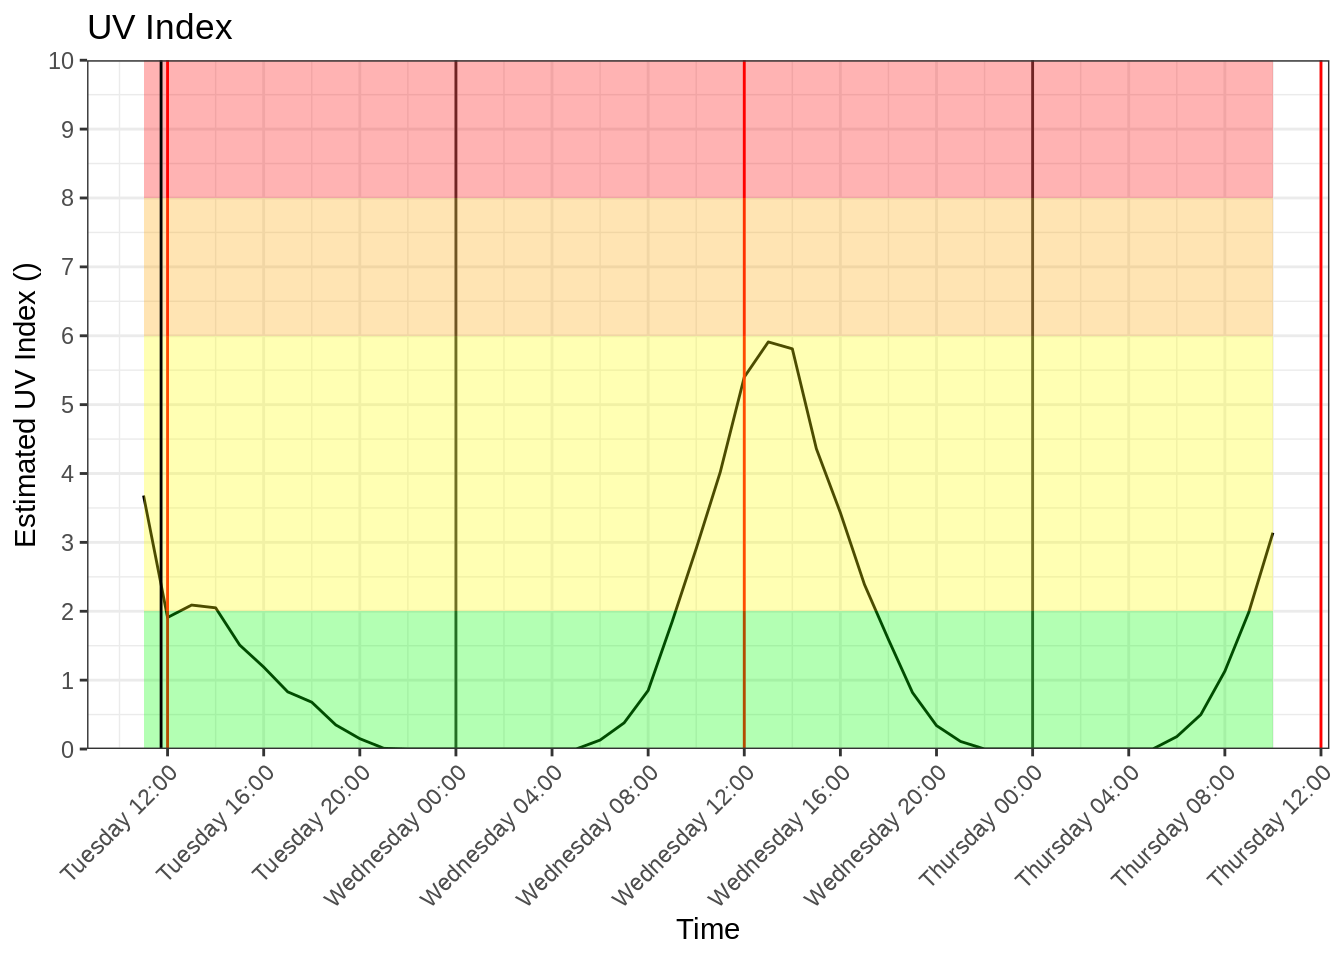 UV Index
Estimated UV Index ()
10
9
8
7
6
5
4
3
2
1
0
Tuesday 12:00
Tuesday 16:00
Tuesday 20:00
Wednesday 00:00
Wednesday 04:00
Wednesday 08:00
Wednesday 12:00
Wednesday 16:00
Wednesday 20:00
Thursday 00:00
Thursday 04:00
Thursday 08:00
Thursday 12:00
Time